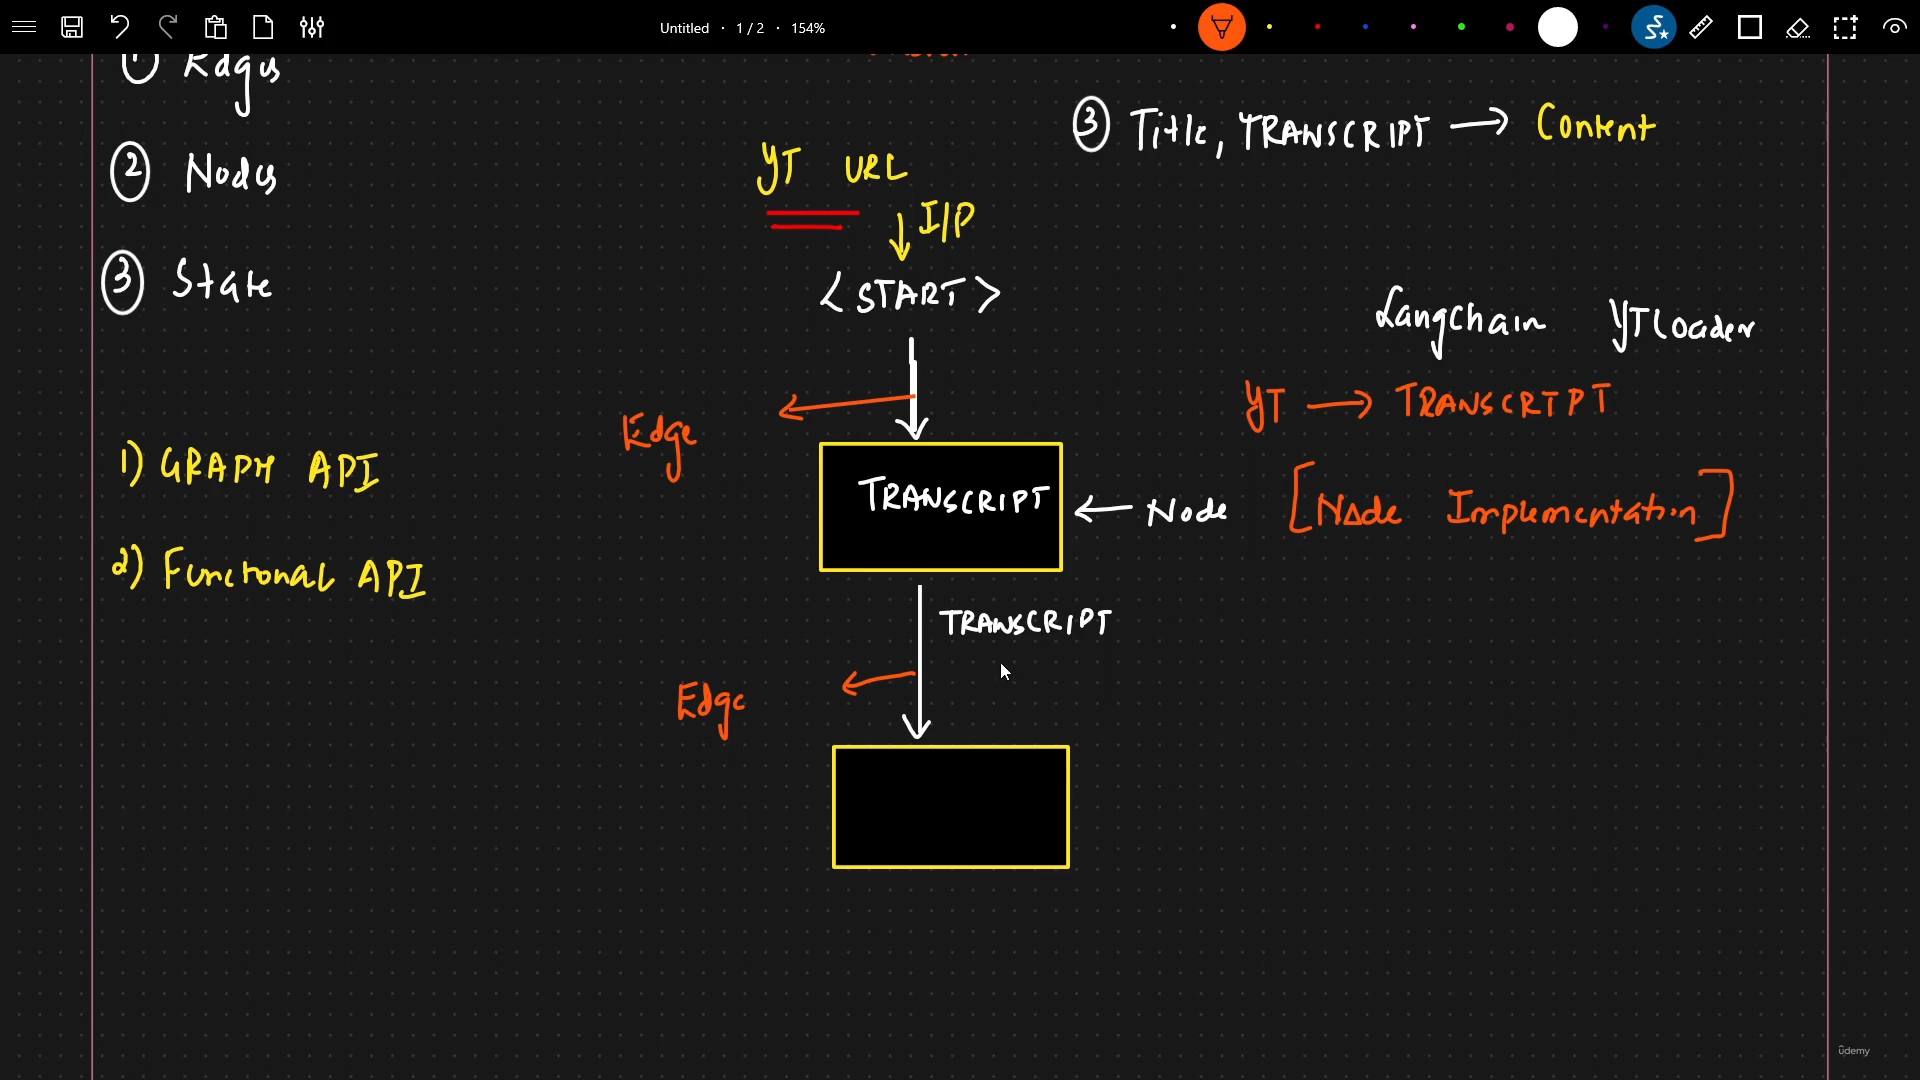 Untitled · 1 / 2 · 154%
① Edges
③ Title, TRANSCRIPT → Content
② Nodes
YT URL
↓ I/P
③ State
<START>
Langchain YTLoader
YT → TRANSCRIPT
Edge
1) GRAPH API
TRANSCRIPT
← Node
[Node Implementation]
2) Functional API
TRANSCRIPT
Edge
ûdemy